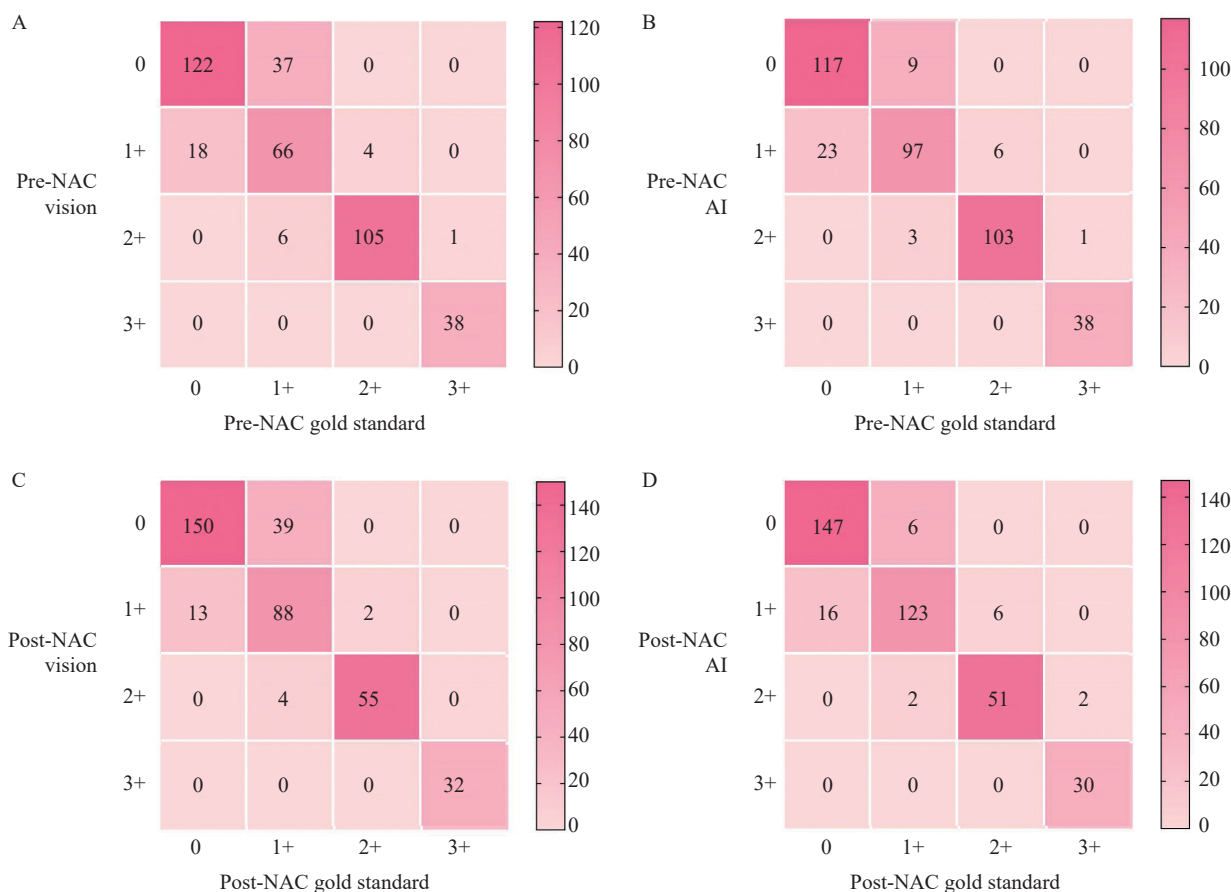 A
0 122 37 0 0
1+ 18 66 4 0
Pre-NAC
vision
2+ 0 6 105 1
3+ 0 0 0 38
0 1+ 2+ 3+
Pre-NAC gold standard
120
100
80
60
40
20
0
B
0 117 9 0 0
1+ 23 97 6 0
Pre-NAC
AI
2+ 0 3 103 1
3+ 0 0 0 38
0 1+ 2+ 3+
Pre-NAC gold standard
100
80
60
40
20
0
C
0 150 39 0 0
1+ 13 88 2 0
Post-NAC
vision
2+ 0 4 55 0
3+ 0 0 0 32
0 1+ 2+ 3+
Post-NAC gold standard
140
120
100
80
60
40
20
0
D
0 147 6 0 0
1+ 16 123 6 0
Post-NAC
AI
2+ 0 2 51 2
3+ 0 0 0 30
0 1+ 2+ 3+
Post-NAC gold standard
140
120
100
80
60
40
20
0